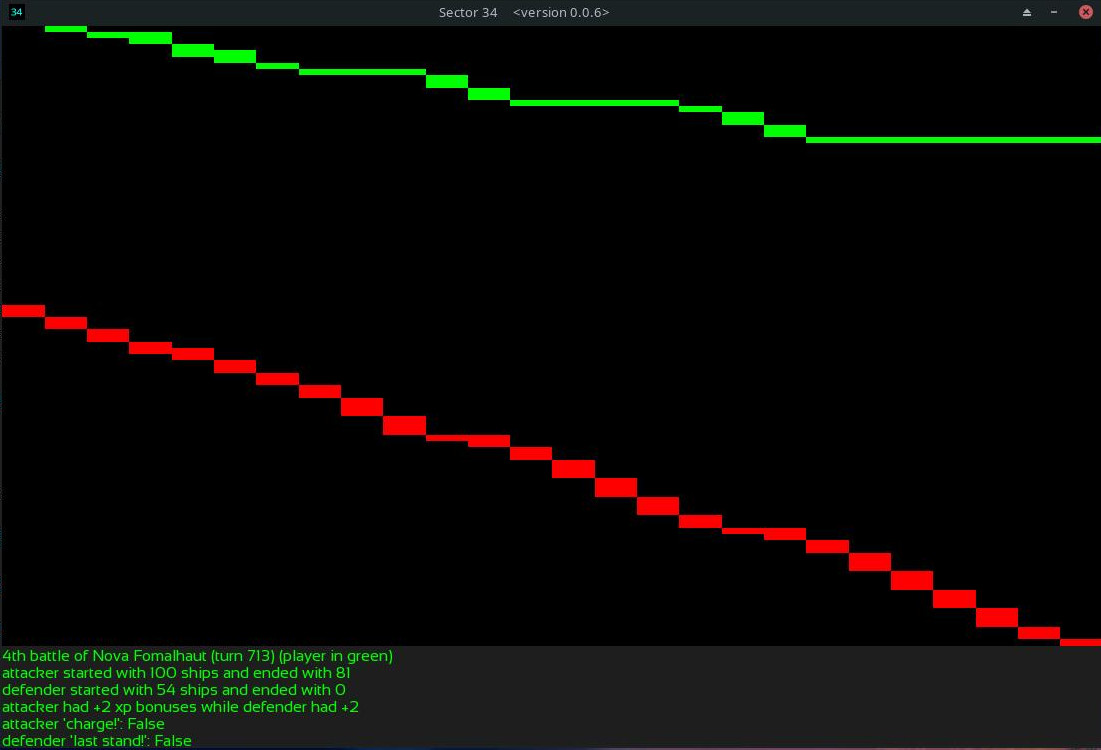 34 Sector 34 <version 0.0.6>
4th battle of Nova Fomalhaut (turn 713) (player in green)
attacker started with 100 ships and ended with 81
defender started with 54 ships and ended with 0
attacker had +2 xp bonuses while defender had +2
attacker 'charge!': False
defender 'last stand!': False